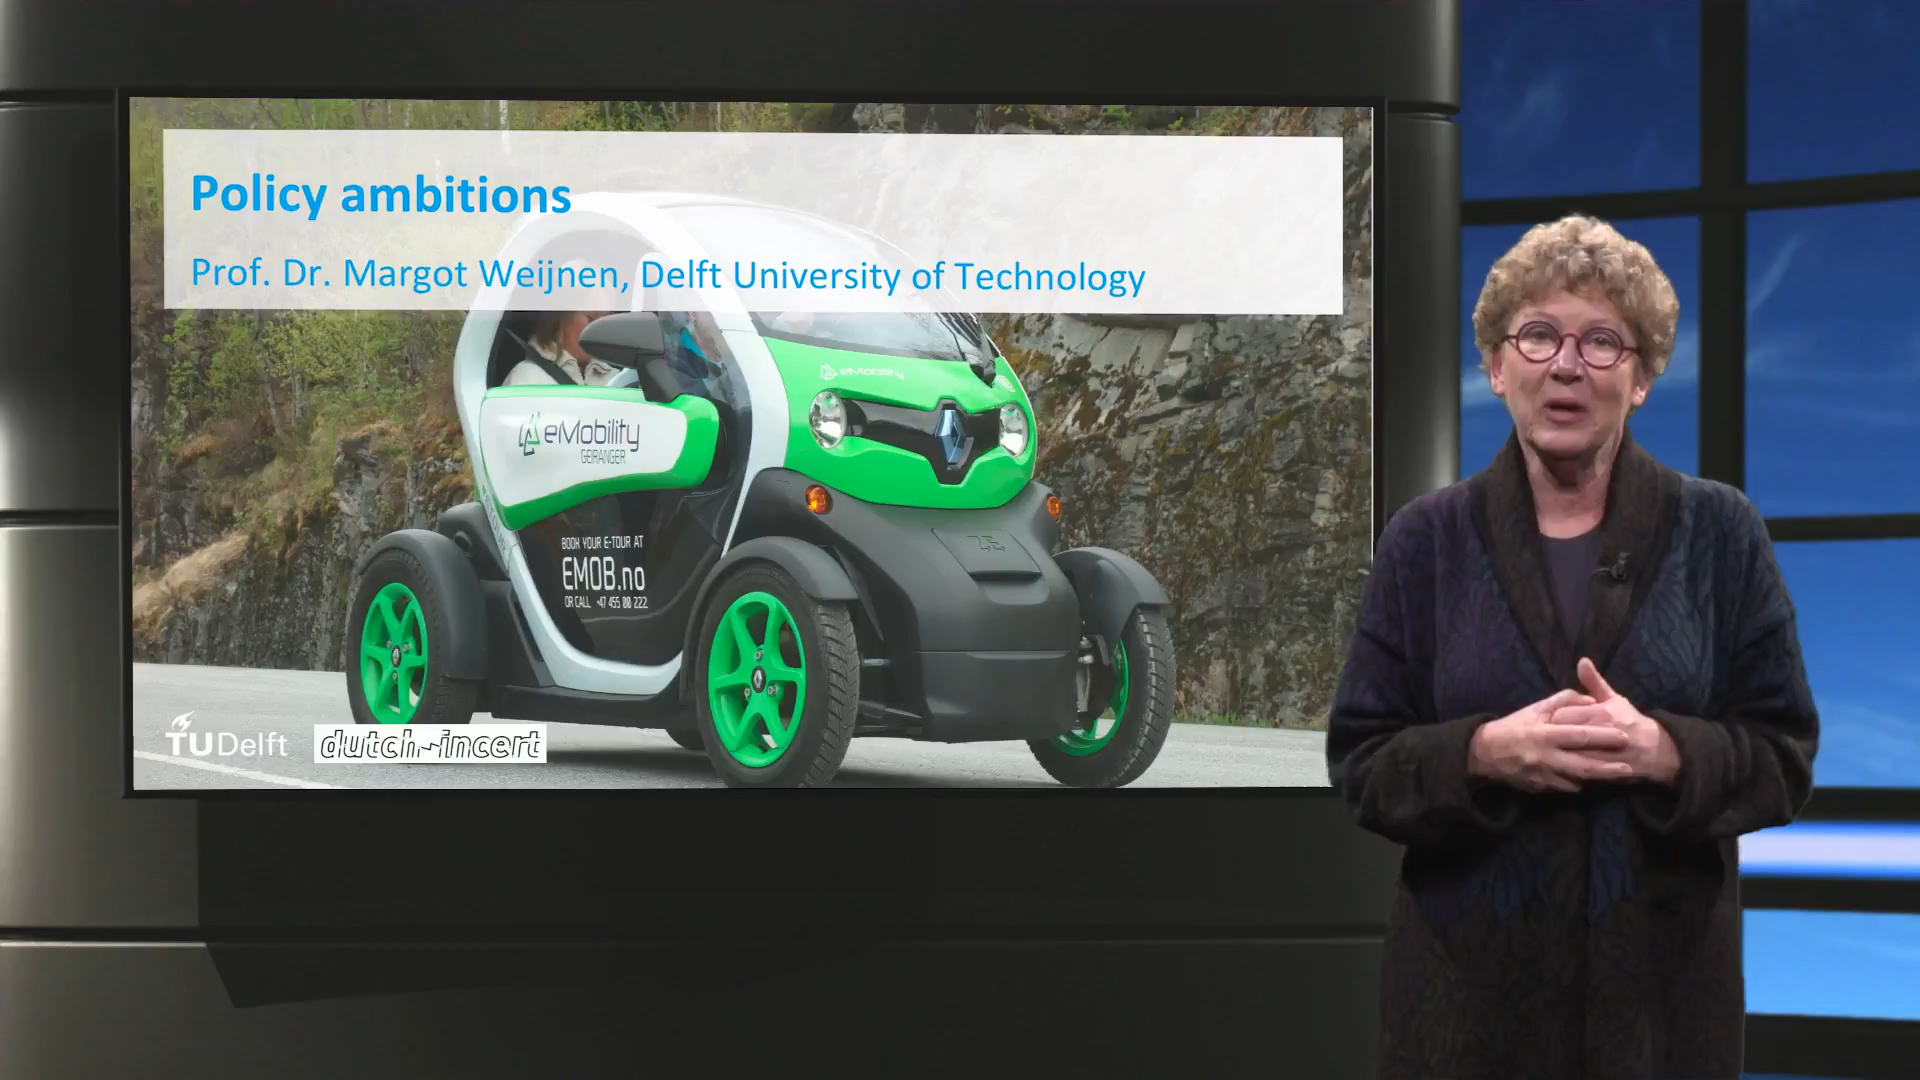 Policy ambitions
Prof. Dr. Margot Weijnen, Delft University of Technology
eMobility
eMobility
GEIRANGER
BOOK YOUR E-TOUR AT
EMOB.no
OR CALL +47 455 00 222
Z.E.
TUDelft
dutch~incert